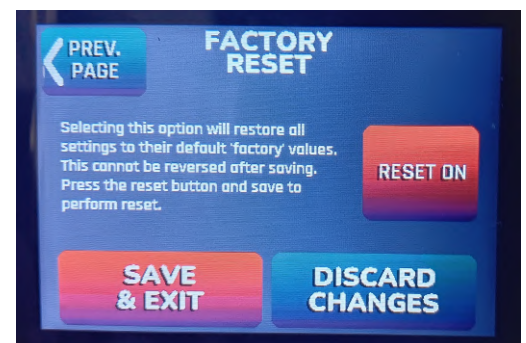 PREV.
PAGE
FACTORY
RESET
Selecting this option will restore all
settings to their default 'factory' values.
This cannot be reversed after saving.
Press the reset button and save to
perform reset.
RESET ON
SAVE
& EXIT
DISCARD
CHANGES